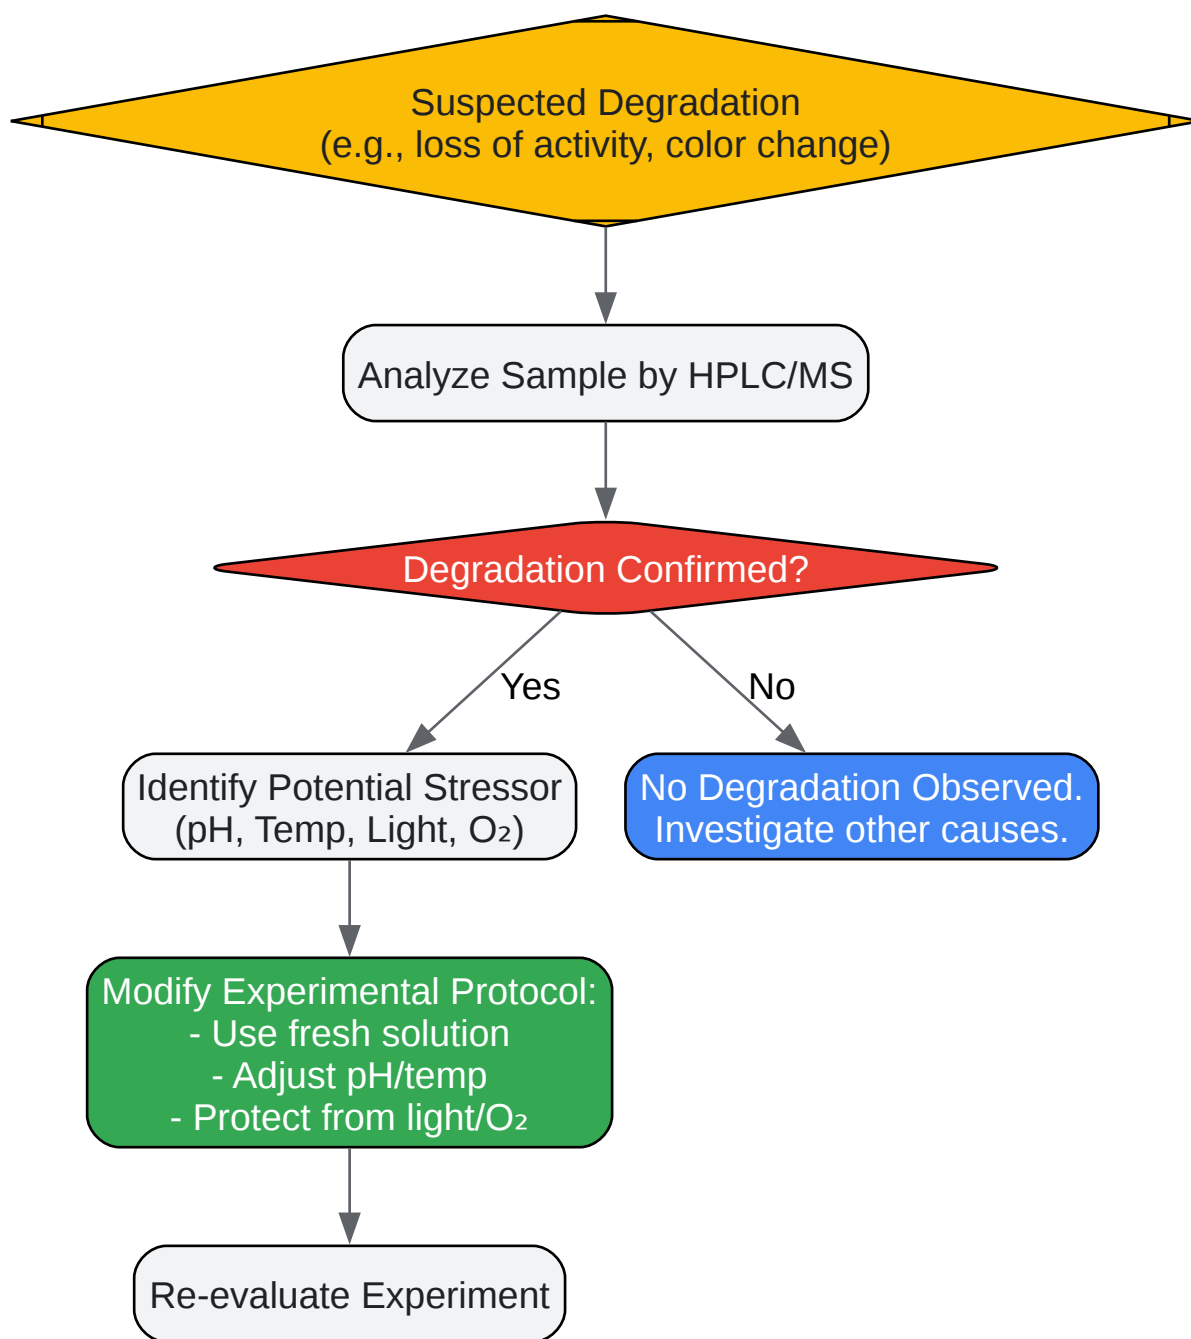 Suspected Degradation
(e.g., loss of activity, color change)
Analyze Sample by HPLC/MS
Degradation Confirmed?
Yes
No
Identify Potential Stressor
(pH, Temp, Light, O₂)
No Degradation Observed.
Investigate other causes.
Modify Experimental Protocol:
- Use fresh solution
- Adjust pH/temp
- Protect from light/O₂
Re-evaluate Experiment